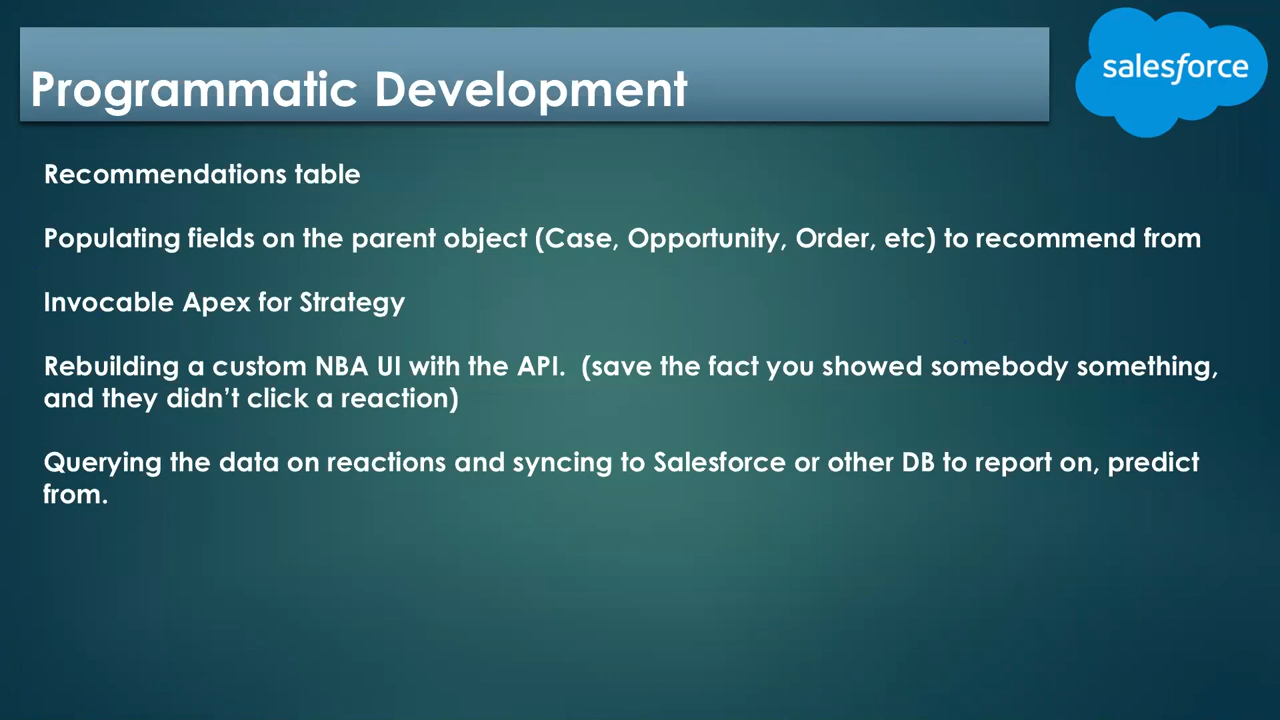 Programmatic Development
salesforce
Recommendations table
Populating fields on the parent object (Case, Opportunity, Order, etc) to recommend from
Invocable Apex for Strategy
Rebuilding a custom NBA UI with the API.  (save the fact you showed somebody something,
and they didn’t click a reaction)
Querying the data on reactions and syncing to Salesforce or other DB to report on, predict
from.